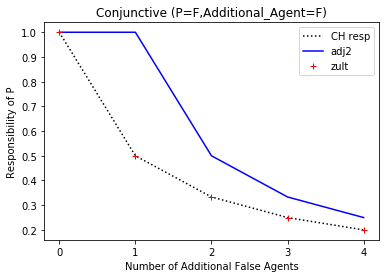 Conjunctive (P=F,Additional_Agent=F)
CH resp
adj2
zult
1.0
0.9
0.8
0.7
0.6
0.5
0.4
0.3
0.2
Responsibility of P
0 1 2 3 4
Number of Additional False Agents